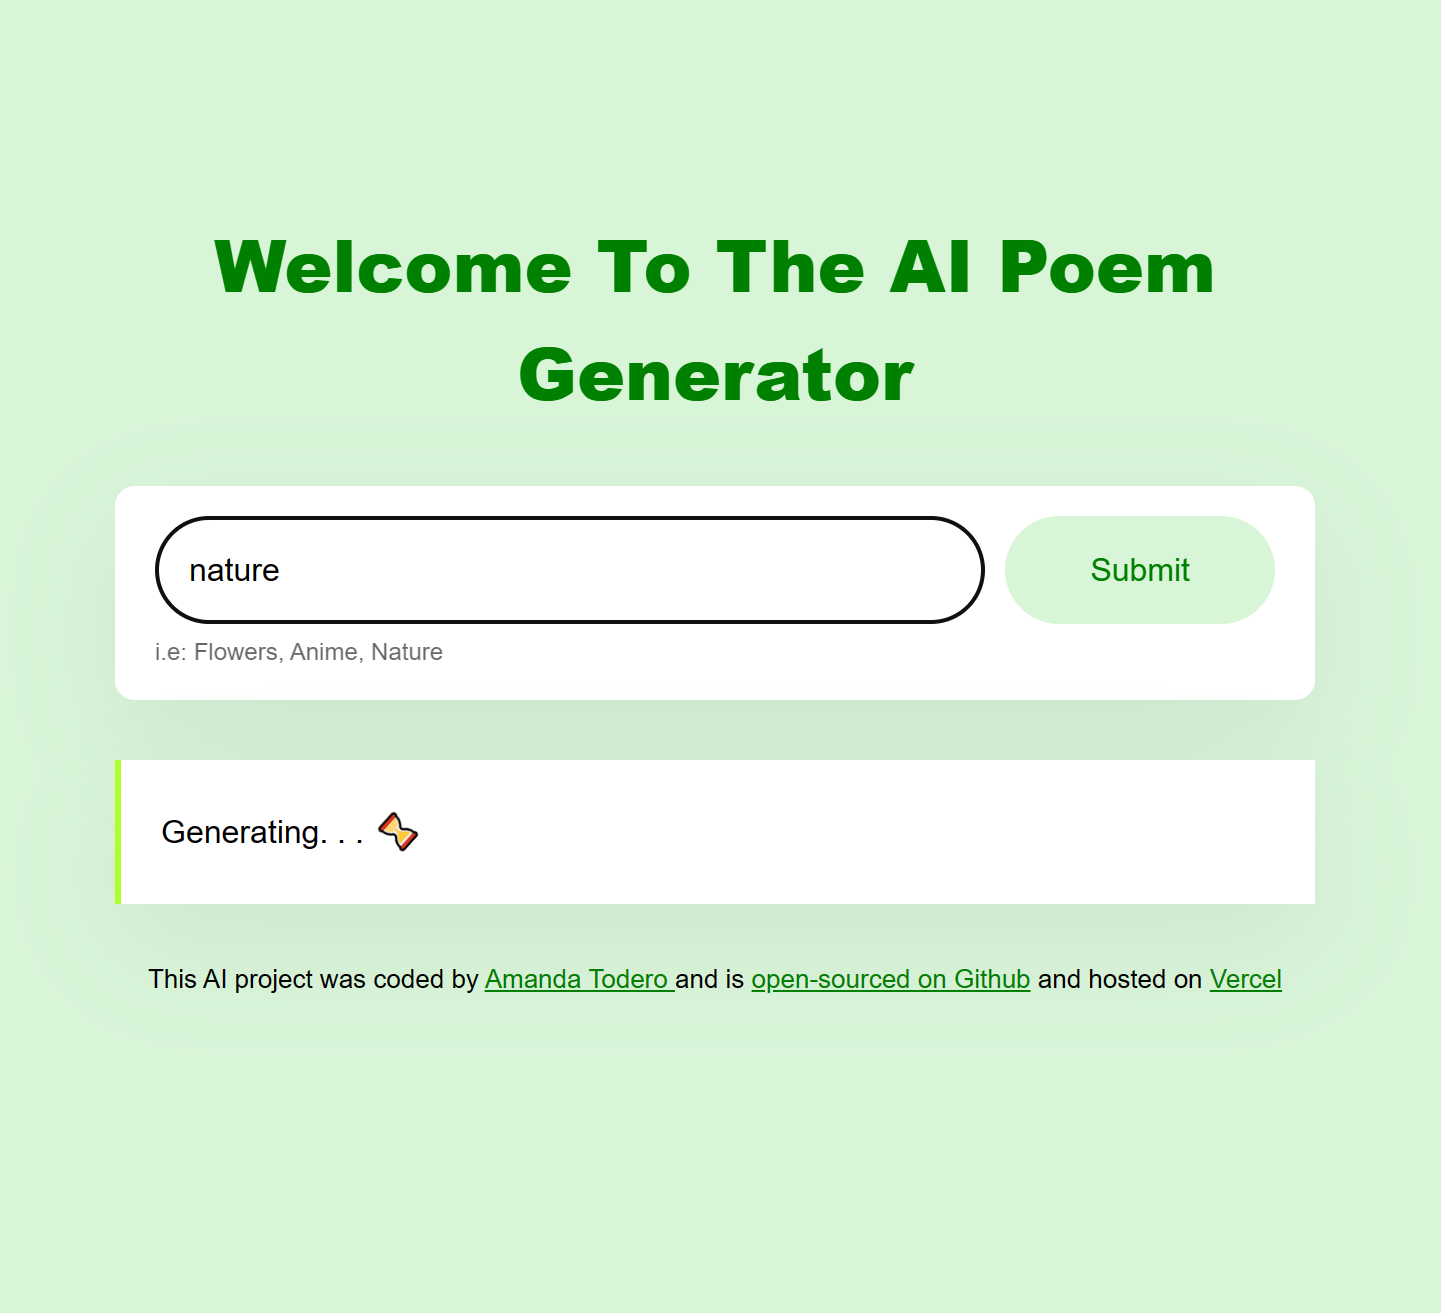 Welcome To The AI Poem
Generator
nature
Submit
i.e: Flowers, Anime, Nature
Generating. . .
This AI project was coded by Amanda Todero and is open-sourced on Github and hosted on Vercel